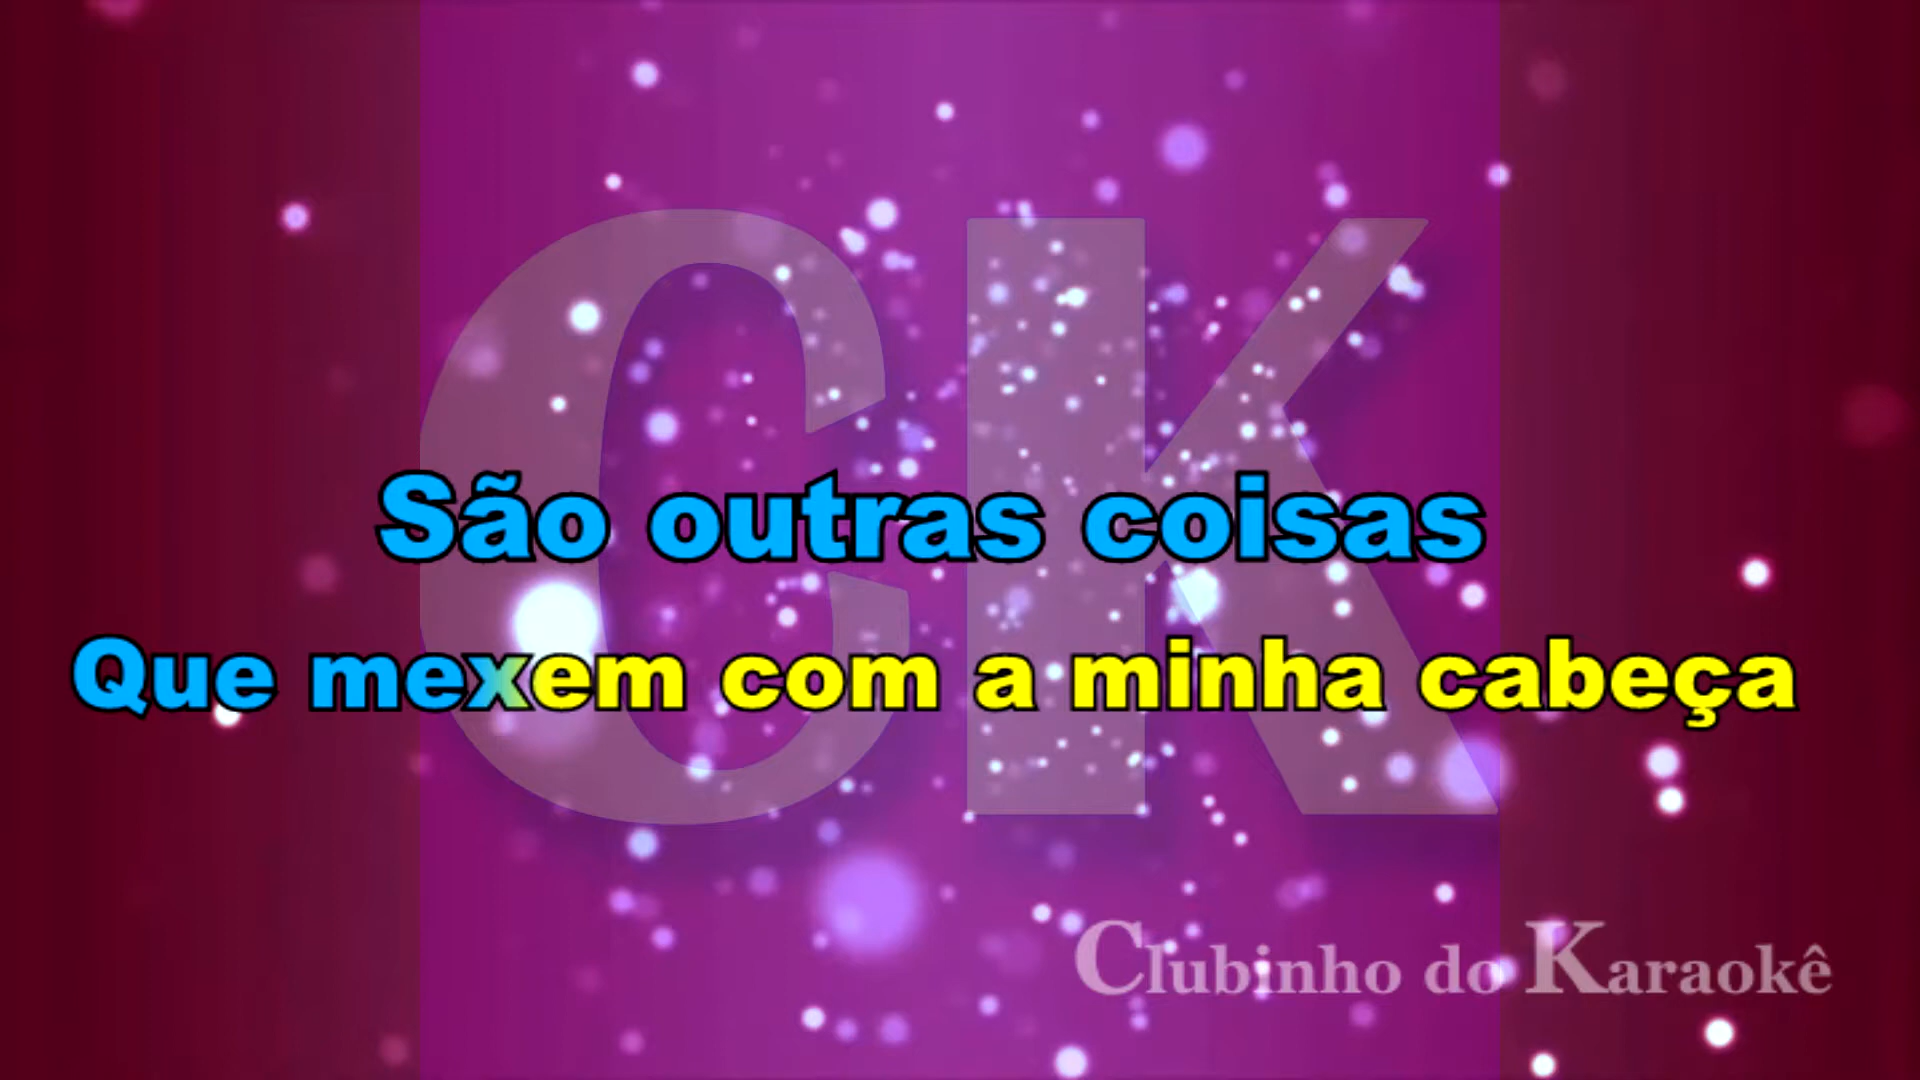 CK
São outras coisas
Que mexem com a minha cabeça
Clubinho do Karaokê